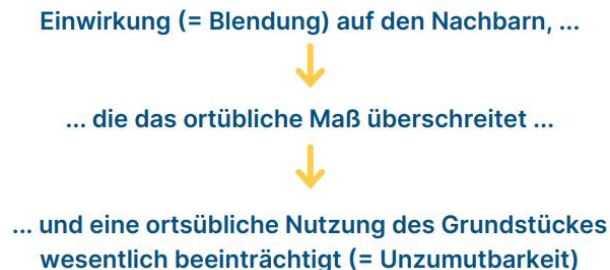 Einwirkung (= Blendung) auf den Nachbarn, ...
... die das ortübliche Maß überschreitet ...
... und eine ortsübliche Nutzung des Grundstückes
wesentlich beeinträchtigt (= Unzumutbarkeit)